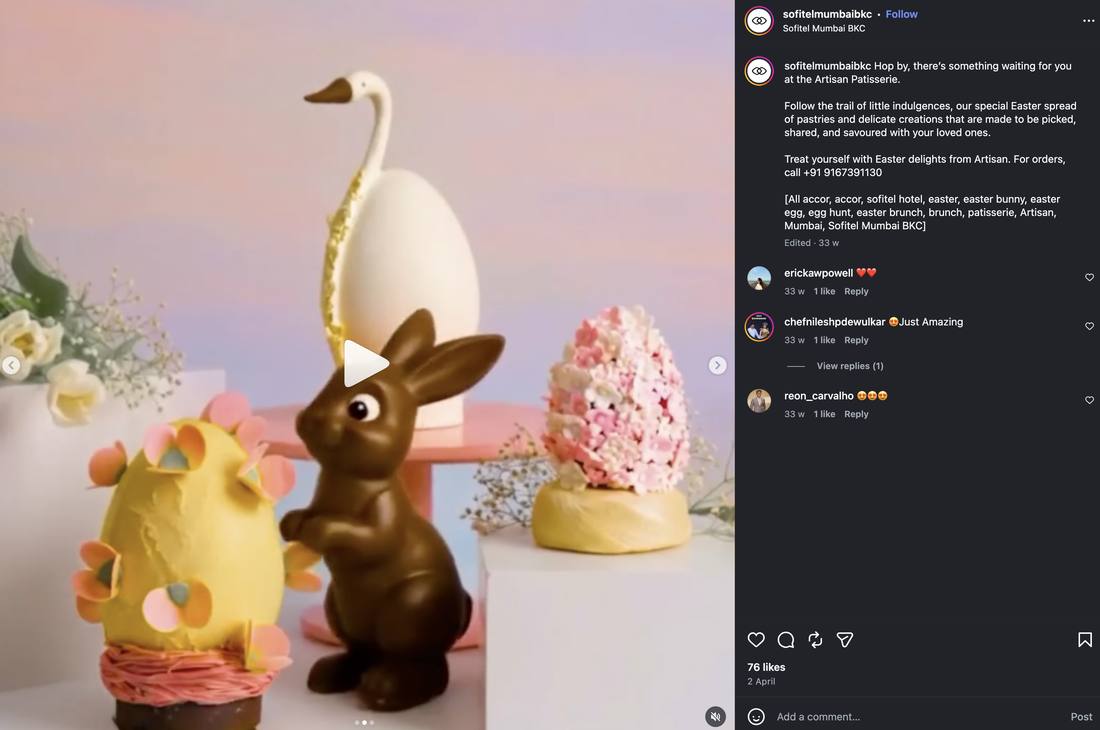 sofitelmumbaibkc • Follow
Sofitel Mumbai BKC
sofitelmumbaibkc Hop by, there's something waiting for you
at the Artisan Patisserie.
Follow the trail of little indulgences, our special Easter spread
of pastries and delicate creations that are made to be picked,
shared, and savoured with your loved ones.
Treat yourself with Easter delights from Artisan. For orders,
call +91 9167391130
[All accor, accor, sofitel hotel, easter, easter bunny, easter
egg, egg hunt, easter brunch, brunch, patisserie, Artisan,
Mumbai, Sofitel Mumbai BKC]
Edited · 33 w
erickawpowell ❤️❤️
33 w 1 like Reply
chefnileshpdewulkar 😍Just Amazing
33 w 1 like Reply
View replies (1)
reon_carvalho 😍😍😍
33 w 1 like Reply
76 likes
2 April
Add a comment...
Post